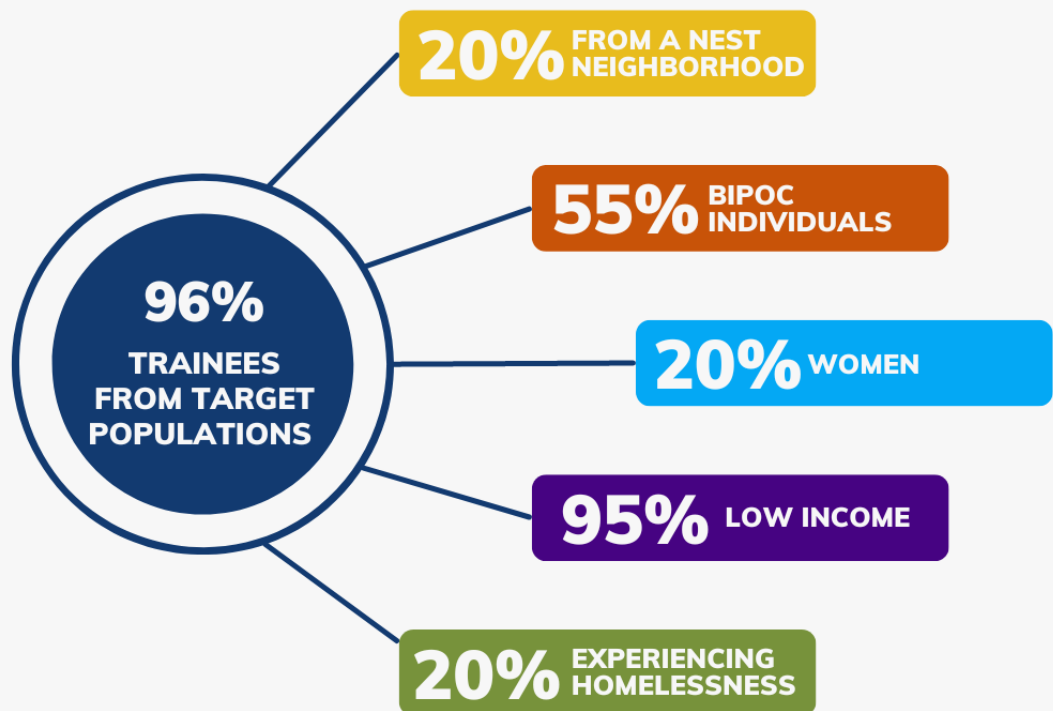 20% FROM A NEST
NEIGHBORHOOD
55% BIPOC
INDIVIDUALS
96%
TRAINEES
FROM TARGET
POPULATIONS
20% WOMEN
95% LOW INCOME
20% EXPERIENCING
HOMELESSNESS